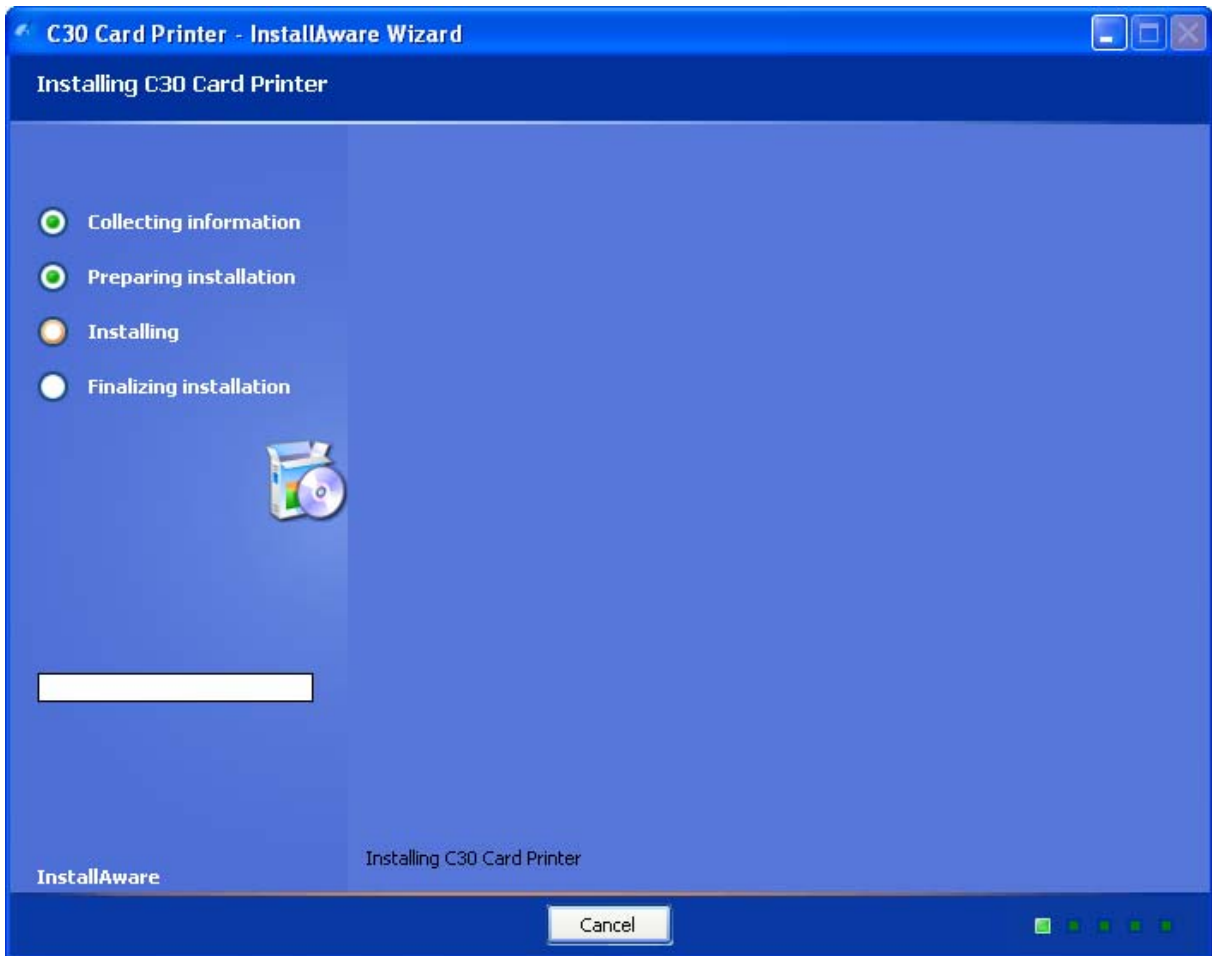 C30 Card Printer - InstallAware Wizard
Installing C30 Card Printer
Collecting information
Preparing installation
Installing
Finalizing installation
Installing C30 Card Printer
InstallAware
Cancel